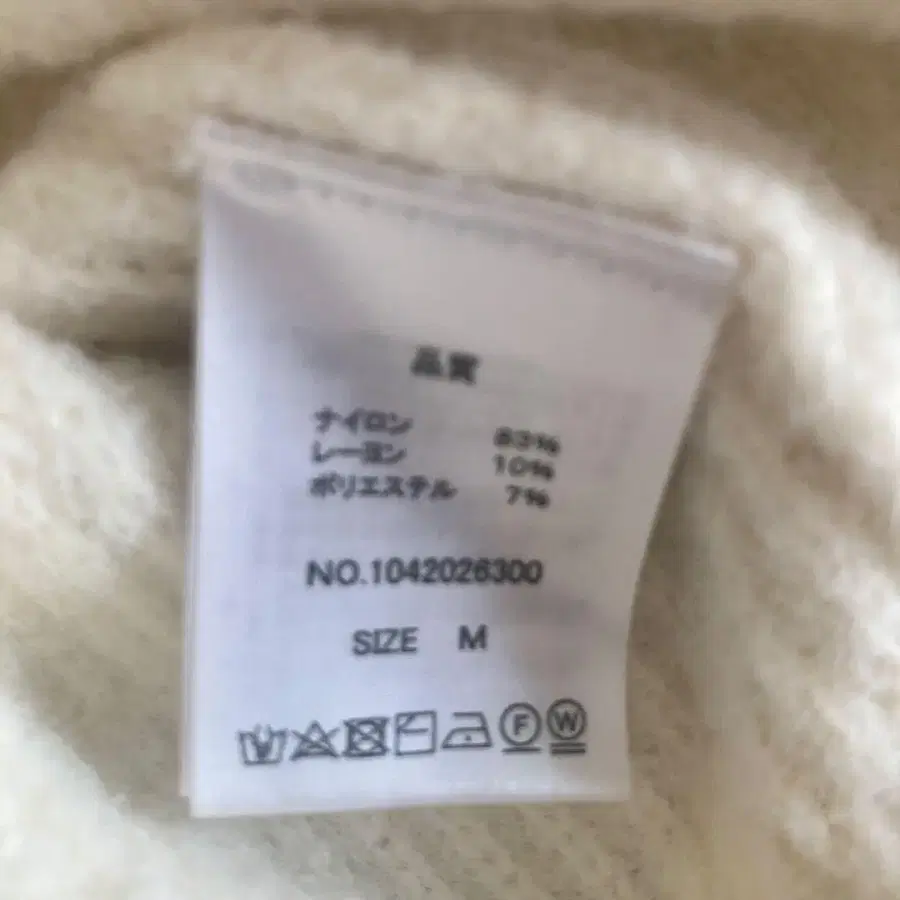 品質
ナイロン 83%
レーヨン 10%
ポリエステル 7%
NO.1042026300
SIZE M
F W